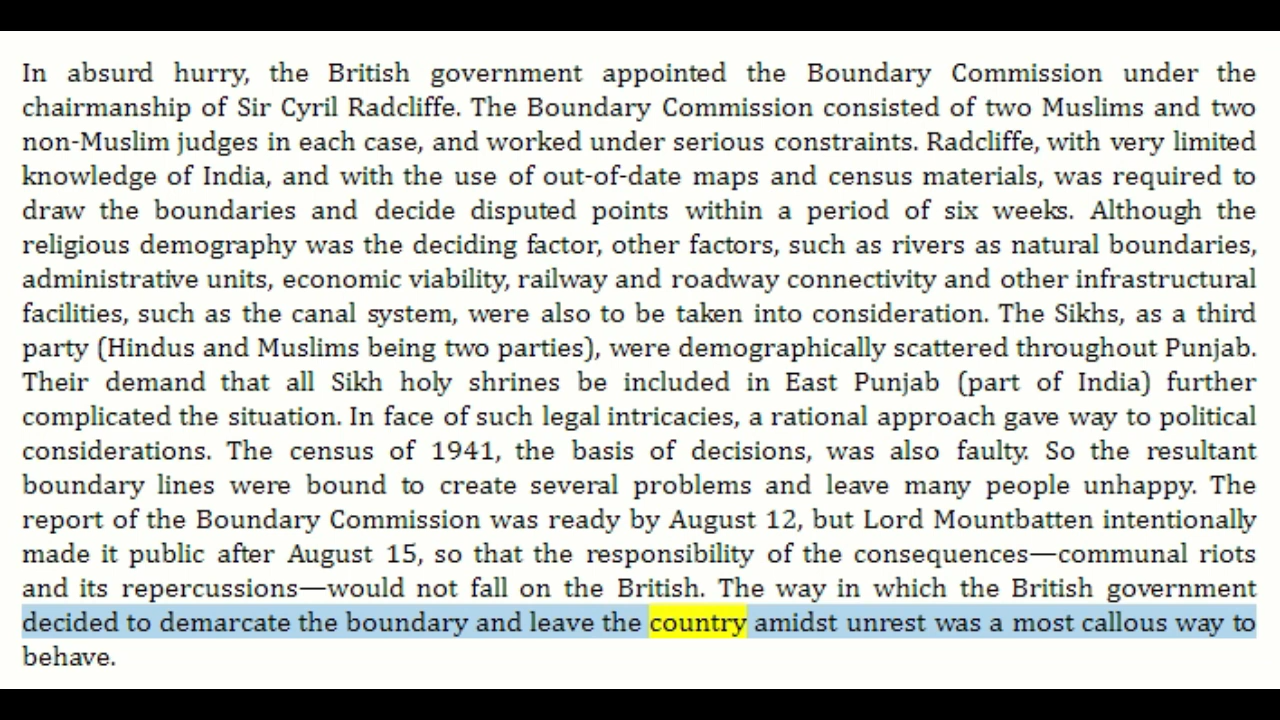 In absurd hurry, the British government appointed the Boundary Commission under the
chairmanship of Sir Cyril Radcliffe. The Boundary Commission consisted of two Muslims and two
non-Muslim judges in each case, and worked under serious constraints. Radcliffe, with very limited
knowledge of India, and with the use of out-of-date maps and census materials, was required to
draw the boundaries and decide disputed points within a period of six weeks. Although the
religious demography was the deciding factor, other factors, such as rivers as natural boundaries,
administrative units, economic viability, railway and roadway connectivity and other infrastructural
facilities, such as the canal system, were also to be taken into consideration. The Sikhs, as a third
party (Hindus and Muslims being two parties), were demographically scattered throughout Punjab.
Their demand that all Sikh holy shrines be included in East Punjab (part of India) further
complicated the situation. In face of such legal intricacies, a rational approach gave way to political
considerations. The census of 1941, the basis of decisions, was also faulty. So the resultant
boundary lines were bound to create several problems and leave many people unhappy. The
report of the Boundary Commission was ready by August 12, but Lord Mountbatten intentionally
made it public after August 15, so that the responsibility of the consequences—communal riots
and its repercussions—would not fall on the British. The way in which the British government
decided to demarcate the boundary and leave the country amidst unrest was a most callous way to
behave.